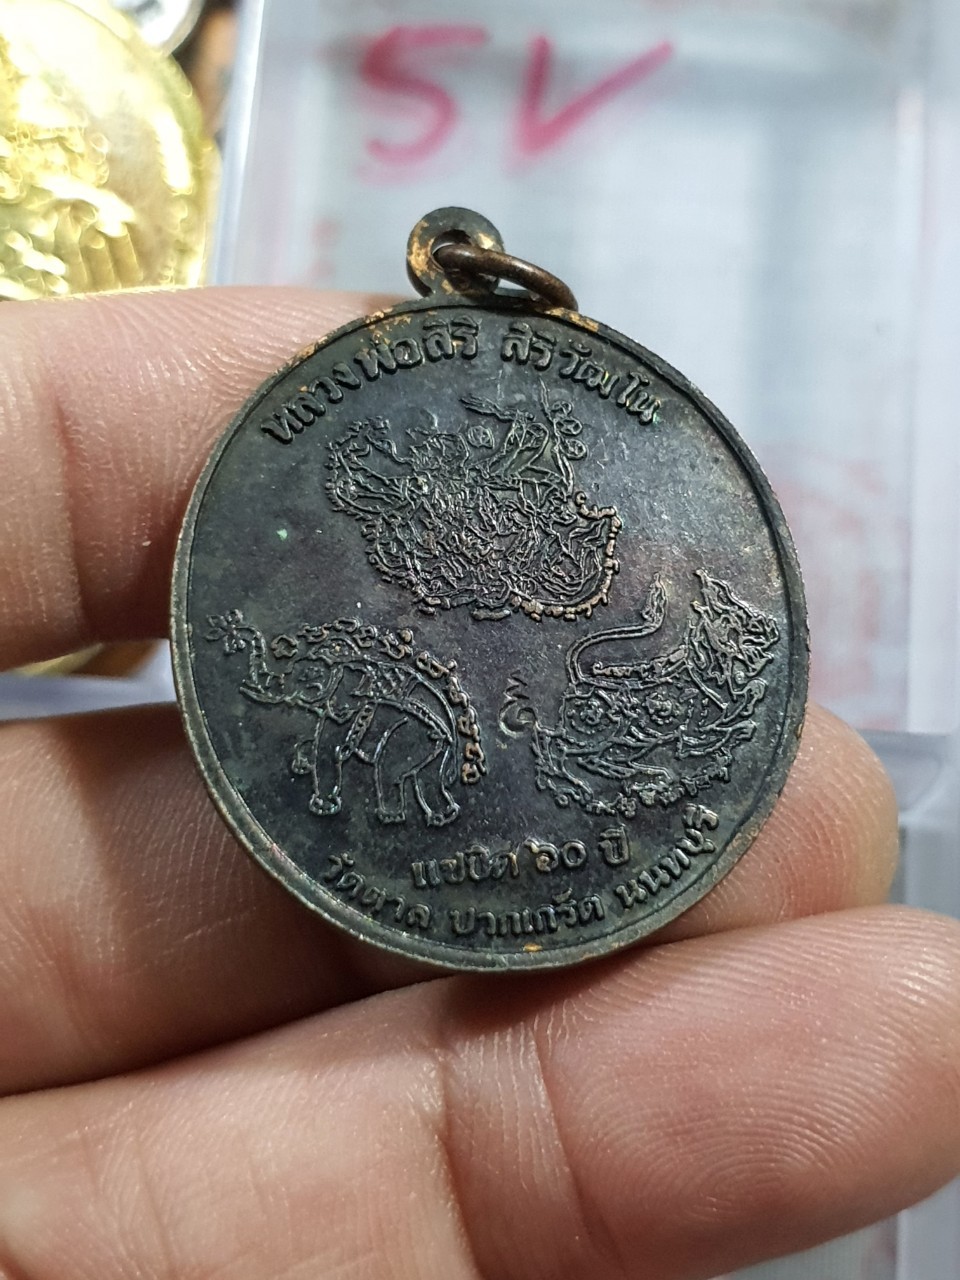 SV
หลวงพ่อสิริ สิริวัฒโน
แซยิด ๖๐ ปี
วัดตาล ปากเกร็ด นนทบุรี